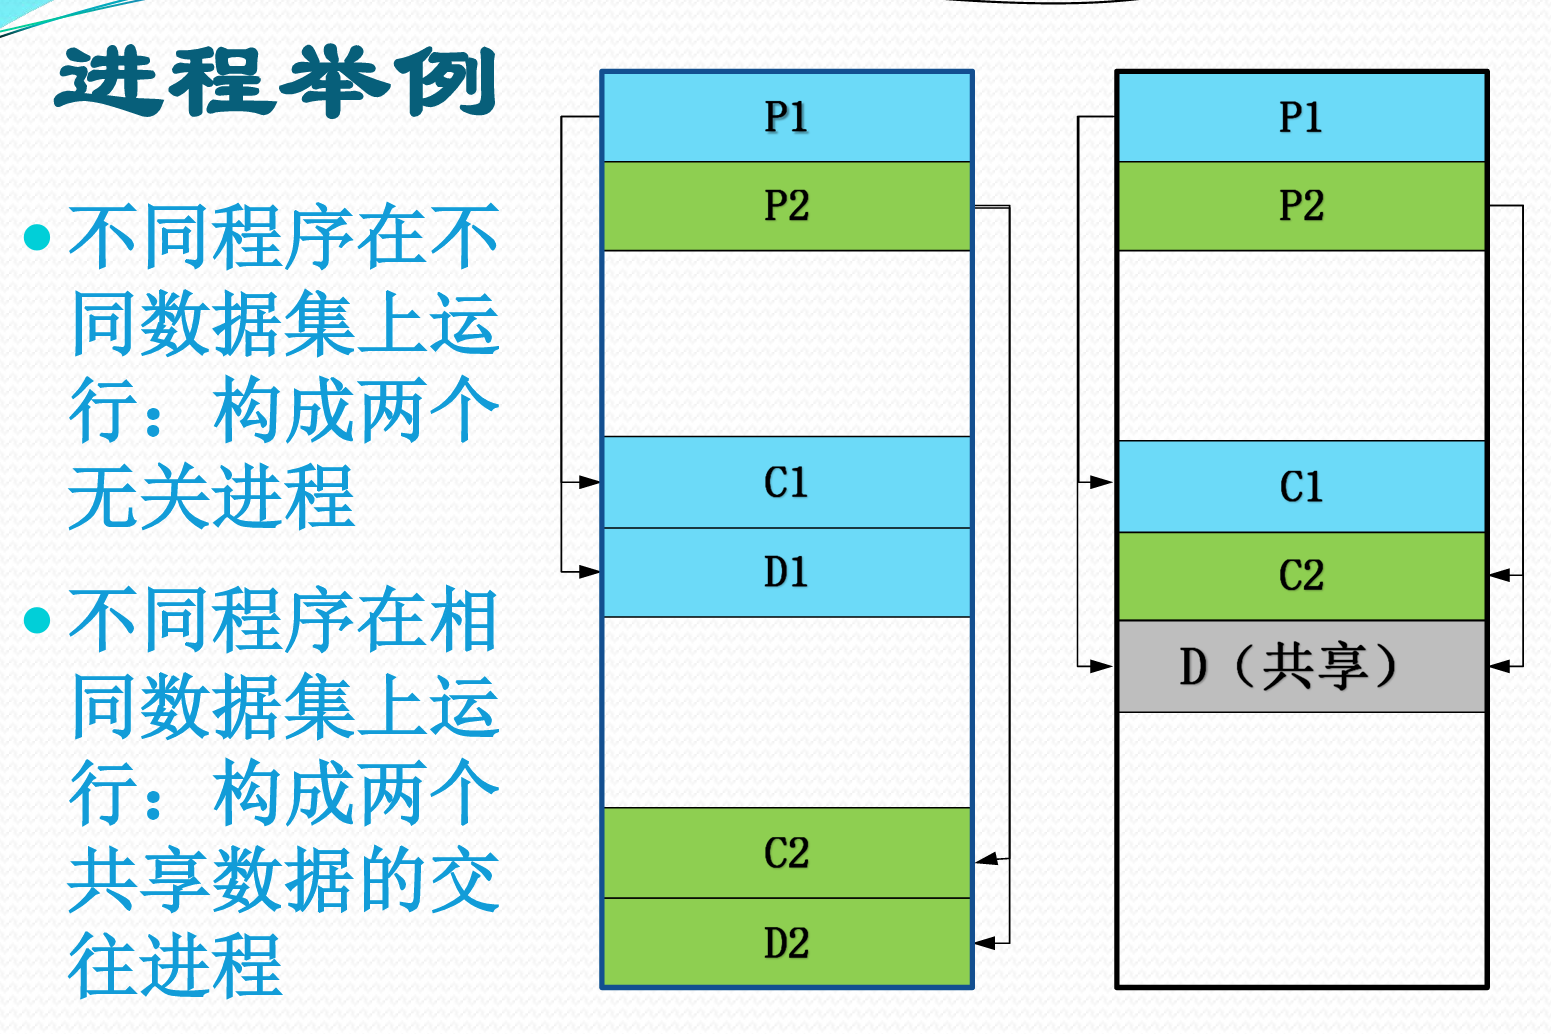 进程举例
不同程序在不
同数据集上运
行：构成两个
无关进程
不同程序在相
同数据集上运
行：构成两个
共享数据的交
往进程
P1
P2
C1
D1
C2
D2
P1
P2
C1
C2
D（共享）